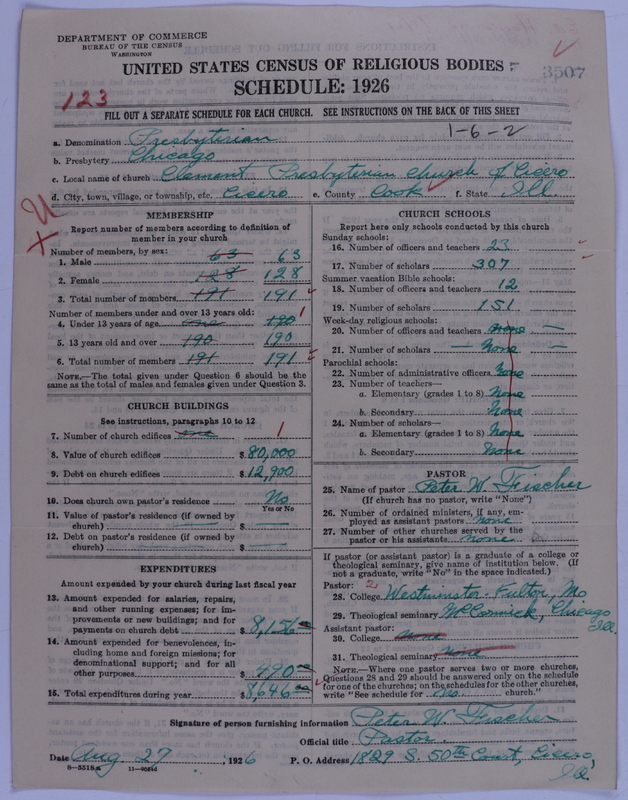 DEPARTMENT OF COMMERCE
BUREAU OF THE CENSUS
WASHINGTON
UNITED STATES CENSUS OF RELIGIOUS BODIES
3507
SCHEDULE: 1926
123
FILL OUT A SEPARATE SCHEDULE FOR EACH CHURCH. SEE INSTRUCTIONS ON THE BACK OF THIS SHEET
1-6-2
a. Denomination Presbyterian
b. Presbytery Chicago
c. Local name of church Clement Presbyterian Church of Cicero
d. City, town, village, or township, etc. Cicero e. County Cook f. State Ill.
MEMBERSHIP
Report number of members according to definition of member in your church
Number of members, by sex:
1. Male 63 63
2. Female 128 128
3. Total number of members 191 191
Number of members under and over 13 years old:
4. Under 13 years of age one 190 1
5. 13 years old and over 190 190
6. Total number of members 191 191
NOTE.—The total given under Question 6 should be the
same as the total of males and females given under Question 3.
CHURCH BUILDINGS
See instructions, paragraphs 10 to 12
7. Number of church edifices one 1
8. Value of church edifices $ 80,000
9. Debt on church edifices $ 12,900
10. Does church own pastor's residence No
Yes or No
11. Value of pastor's residence (if owned by
church) — $ —
12. Debt on pastor's residence (if owned by
church) — $ —
EXPENDITURES
Amount expended by your church during last fiscal year
13. Amount expended for salaries, repairs,
and other running expenses; for im-
provements or new buildings; and for
payments on church debt $ 8,156 00
14. Amount expended for benevolences, in-
cluding home and foreign missions; for
denominational support; and for all
other purposes $ 490 00
15. Total expenditures during year $ 8,646 00
CHURCH SCHOOLS
Report here only schools conducted by this church
Sunday schools:
16. Number of officers and teachers 23
17. Number of scholars 307
Summer vacation Bible schools:
18. Number of officers and teachers 12
19. Number of scholars 151
Week-day religious schools:
20. Number of officers and teachers none —
21. Number of scholars — None —
Parochial schools:
22. Number of administrative officers None
23. Number of teachers—
a. Elementary (grades 1 to 8) None
b. Secondary None
24. Number of scholars—
a. Elementary (grades 1 to 8) None
b. Secondary None
PASTOR
25. Name of pastor Peter W. Fischer
(If church has no pastor, write "None")
26. Number of ordained ministers, if any, em-
ployed as assistant pastors none
27. Number of other churches served by the
pastor or his assistants none
If pastor (or assistant pastor) is a graduate of a college or
theological seminary, give name of institution below. (If
not a graduate, write "No" in the space indicated.)
Pastor: 2
28. College Westminster - Fulton, Mo
29. Theological seminary McCormick, Chicago Ill.
Assistant pastor:
30. College None
31. Theological seminary None
NOTE.—Where one pastor serves two or more churches,
Questions 28 and 29 should be answered only on the schedule
for one of the churches; on the schedules for the other churches,
write "See schedule for no. church."
Signature of person furnishing information Peter W. Fischer
Official title Pastor.
Date Aug 27, 1926 P. O. Address 1829 S. 50th Court, Cicero, Ill.
8—5518a 11—10544